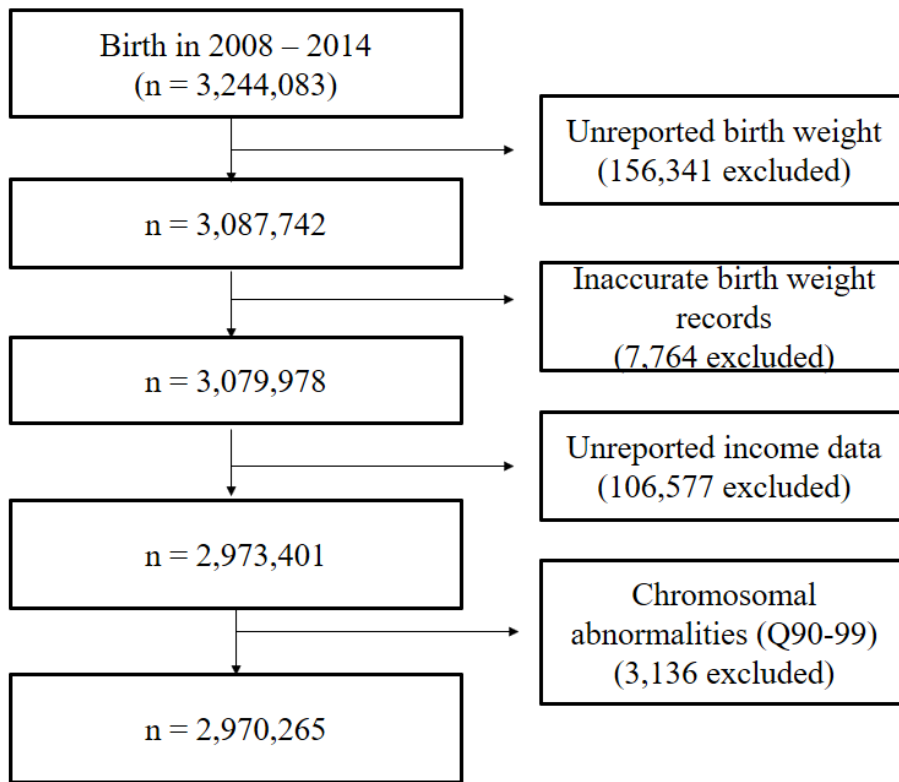 Birth in 2008 – 2014
(n = 3,244,083)
Unreported birth weight
(156,341 excluded)
n = 3,087,742
Inaccurate birth weight
records
(7,764 excluded)
n = 3,079,978
Unreported income data
(106,577 excluded)
n = 2,973,401
Chromosomal
abnormalities (Q90-99)
(3,136 excluded)
n = 2,970,265